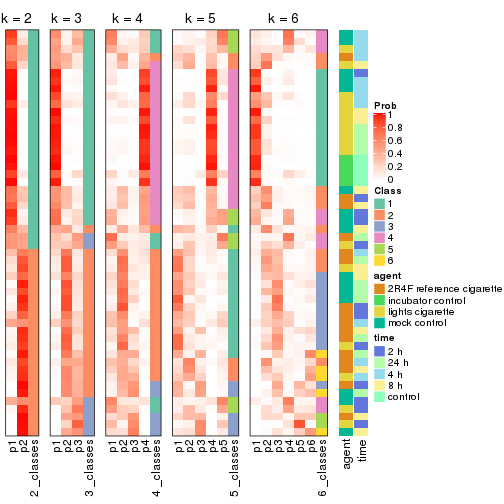 k = 2 k = 3 k = 4 k = 5 k = 6
Prob
1
0.8
0.6
0.4
0.2
0
Class
1
2
3
4
5
6
agent
2R4F reference cigarette
incubator control
lights cigarette
mock control
time
2 h
24 h
4 h
8 h
control
p1 p2 2_classes p1 p2 p3 3_classes p1 p2 p3 p4 4_classes p1 p2 p3 p4 p5 5_classes p1 p2 p3 p4 p5 p6 6_classes agent time